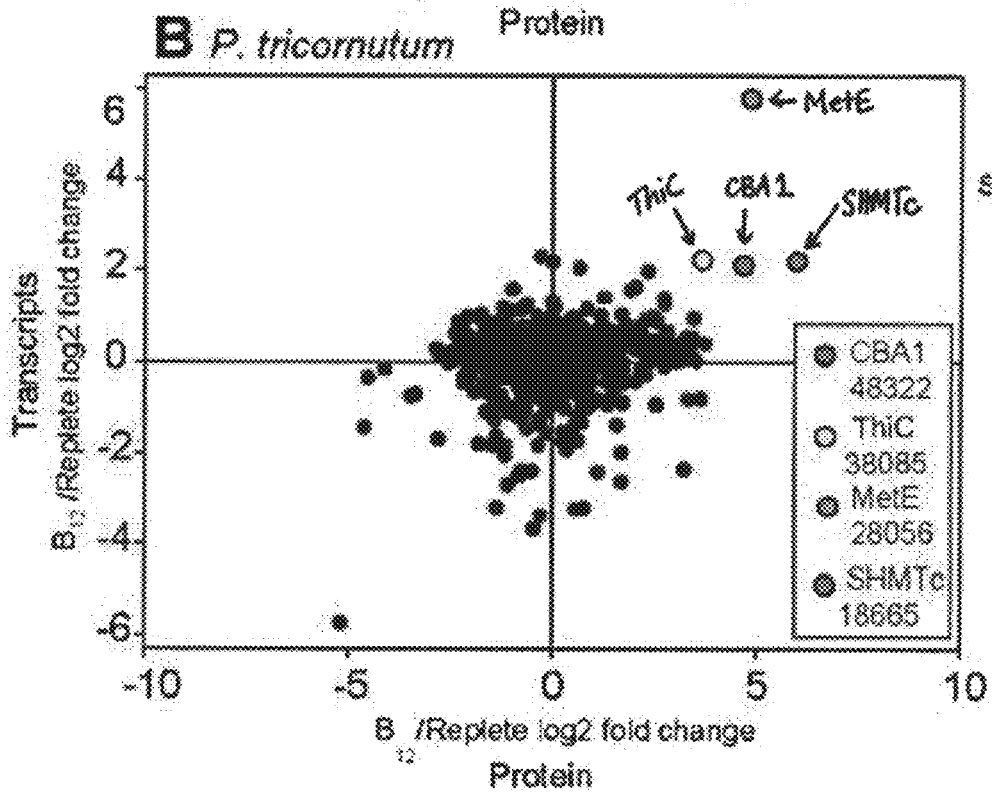 Protein
B P. tricornutum
6
4
2
0
-2
-4
-6
Transcripts
B12/Replete log2 fold change
MetE
ThiC
CBA1
SHMTc
s
CBA1
48322
ThiC
38085
MetE
28056
SHMTc
18665
-10 -5 0 5 10
B12/Replete log2 fold change
Protein